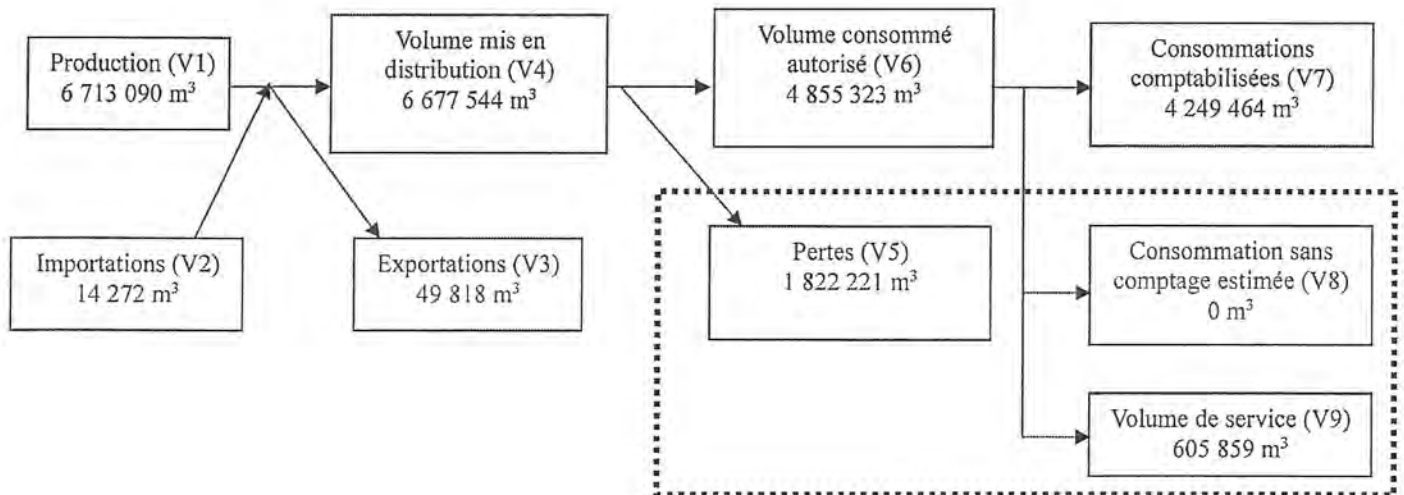 Production (V1)
6 713 090 m³
Volume mis en
distribution (V4)
6 677 544 m³
Volume consommé
autorisé (V6)
4 855 323 m³
Consommations
comptabilisées (V7)
4 249 464 m³
Importations (V2)
14 272 m³
Exportations (V3)
49 818 m³
Pertes (V5)
1 822 221 m³
Consommation sans
comptage estimée (V8)
0 m³
Volume de service (V9)
605 859 m³